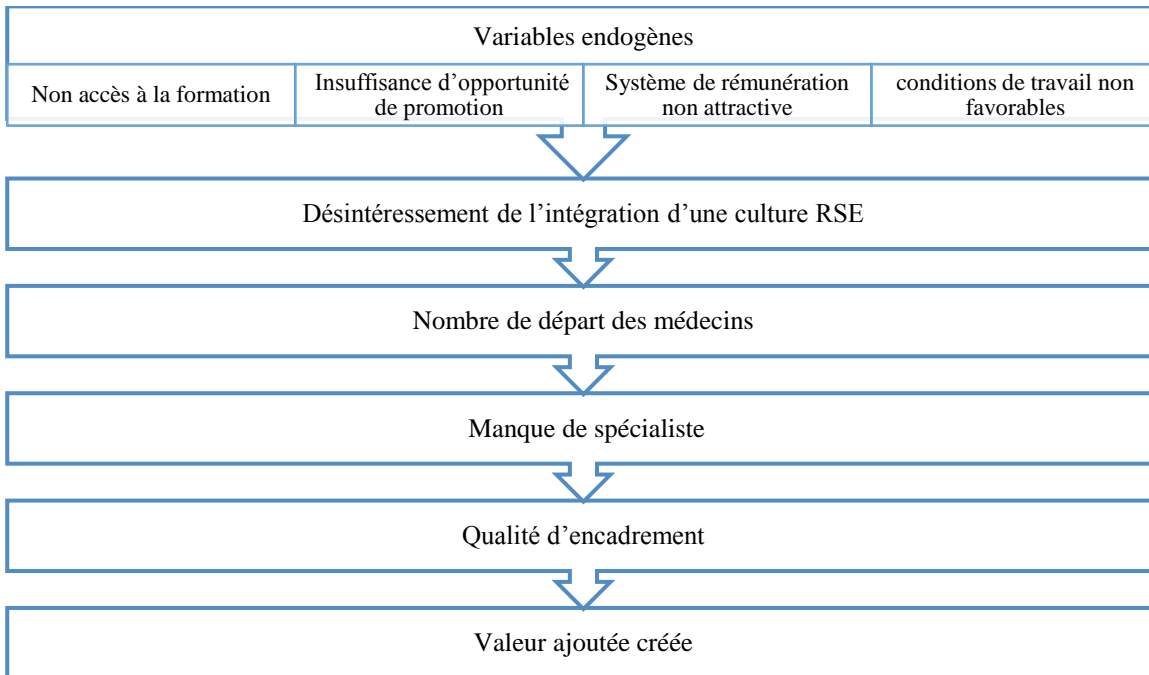 Variables endogènes
Non accès à la formation
Insuffisance d’opportunité
de promotion
Système de rémunération
non attractive
conditions de travail non
favorables
Désintéressement de l’intégration d’une culture RSE
Nombre de départ des médecins
Manque de spécialiste
Qualité d’encadrement
Valeur ajoutée créée